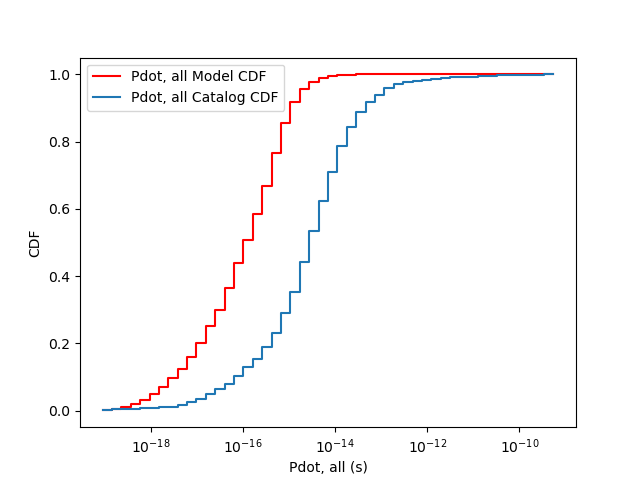 Pdot, all Model CDF
Pdot, all Catalog CDF
CDF
1.0
0.8
0.6
0.4
0.2
0.0
10⁻¹⁸ 10⁻¹⁶ 10⁻¹⁴ 10⁻¹² 10⁻¹⁰
Pdot, all (s)